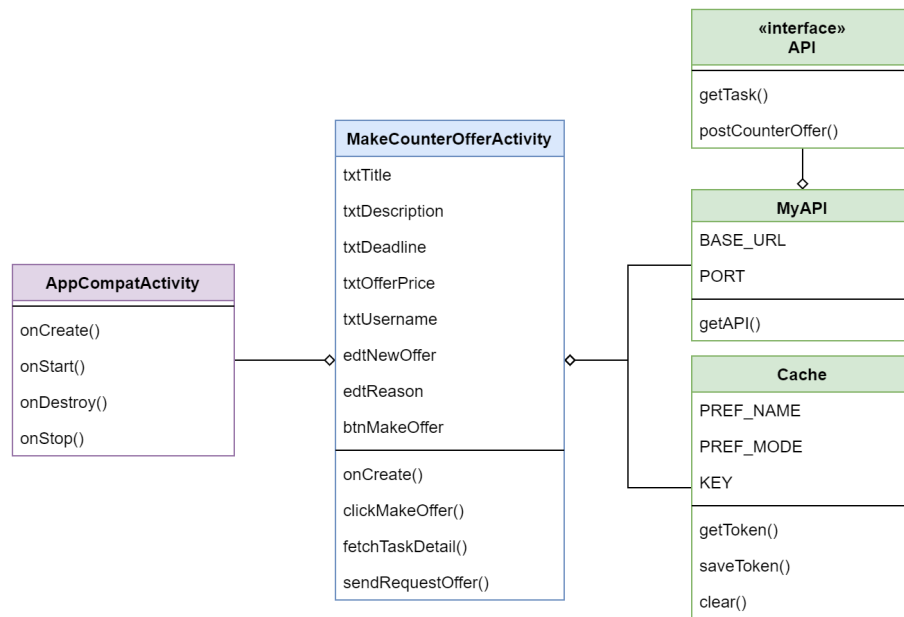 AppCompatActivity
onCreate()
onStart()
onDestroy()
onStop()
MakeCounterOfferActivity
txtTitle
txtDescription
txtDeadline
txtOfferPrice
txtUsername
edtNewOffer
edtReason
btnMakeOffer
onCreate()
clickMakeOffer()
fetchTaskDetail()
sendRequestOffer()
«interface»
API
getTask()
postCounterOffer()
MyAPI
BASE_URL
PORT
getAPI()
Cache
PREF_NAME
PREF_MODE
KEY
getToken()
saveToken()
clear()